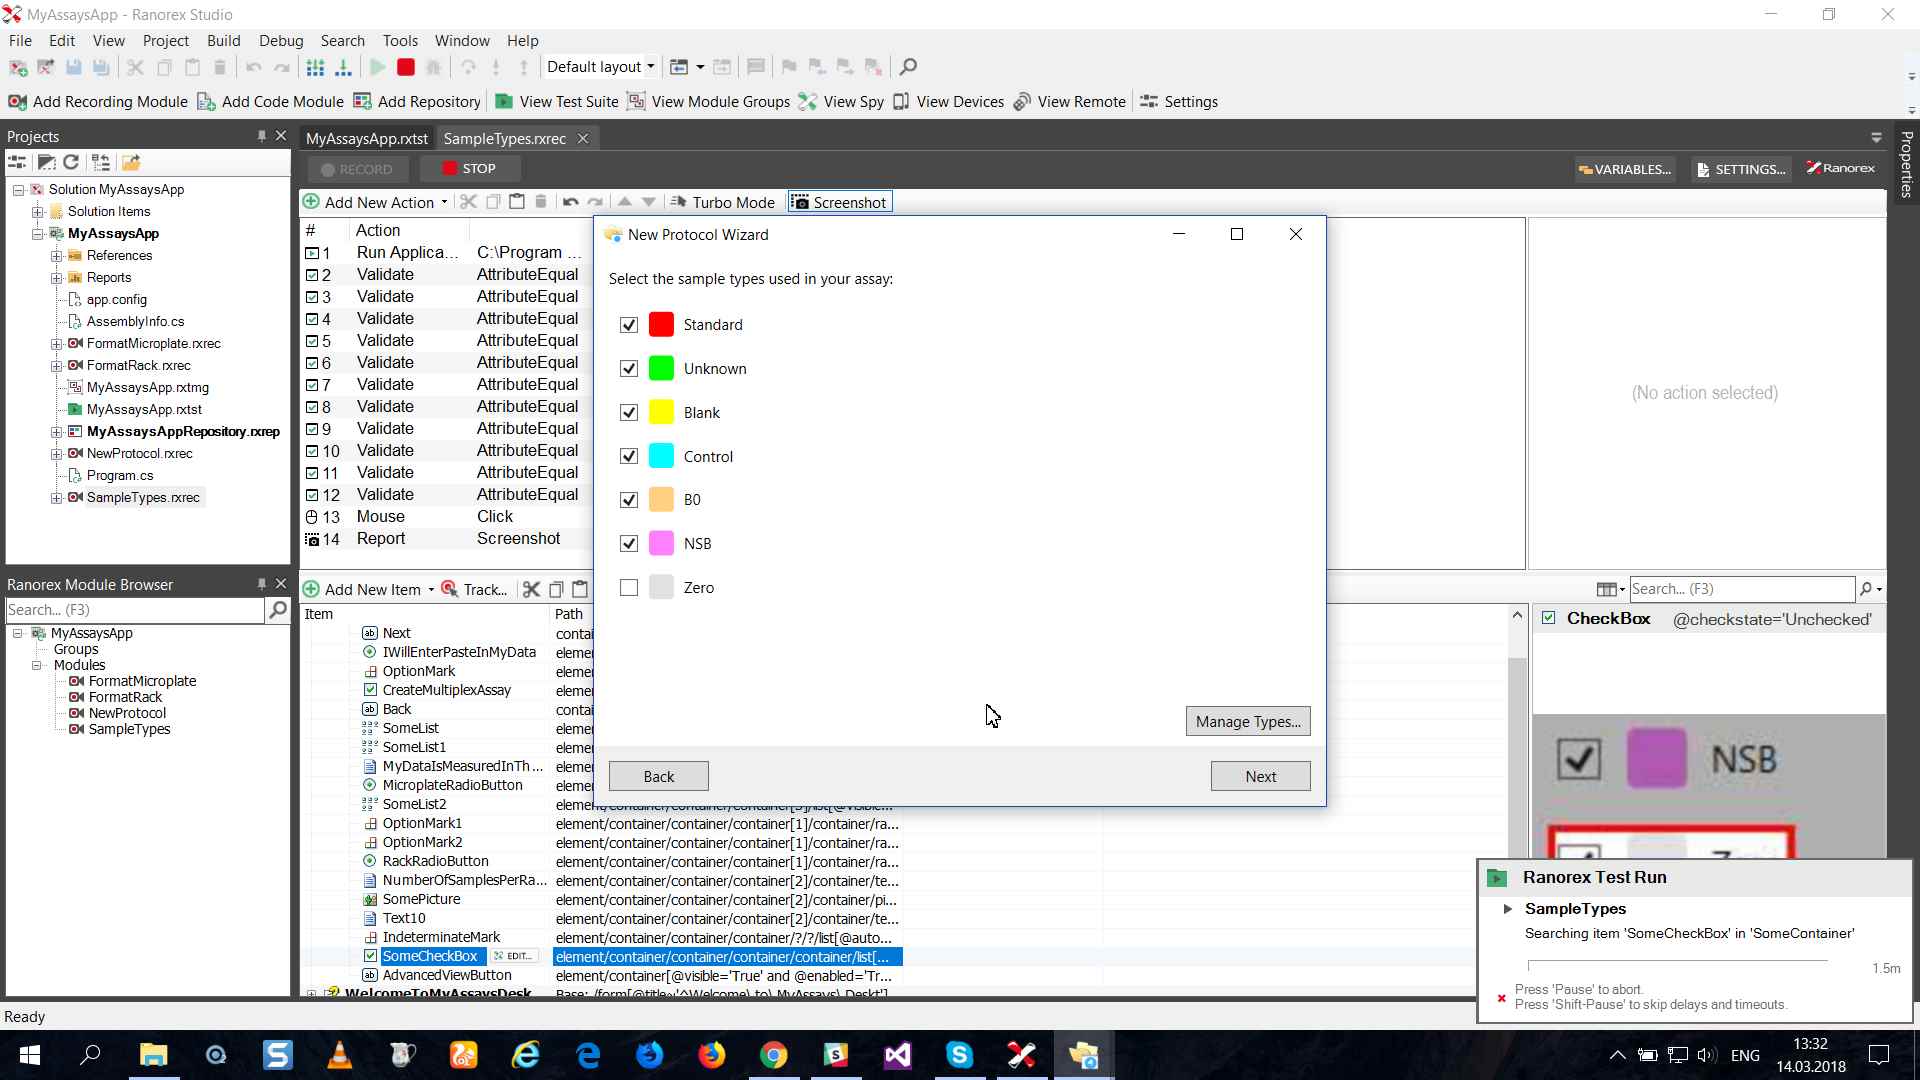 MyAssaysApp - Ranorex Studio
File Edit View Project Build Debug Search Tools Window Help
Default layout
Add Recording Module Add Code Module Add Repository View Test Suite View Module Groups View Spy View Devices View Remote Settings
Projects
MyAssaysApp.rxtst SampleTypes.rxrec
Properties
RECORD STOP VARIABLES... SETTINGS... Ranorex
Add New Action Turbo Mode Screenshot
Solution MyAssaysApp
Solution Items
MyAssaysApp
References
Reports
app.config
AssemblyInfo.cs
FormatMicroplate.rxrec
FormatRack.rxrec
MyAssaysApp.rxtmg
MyAssaysApp.rxtst
MyAssaysAppRepository.rxrep
NewProtocol.rxrec
Program.cs
SampleTypes.rxrec
# Action
1 Run Applica... C:\Program ...
2 Validate AttributeEqual
3 Validate AttributeEqual
4 Validate AttributeEqual
5 Validate AttributeEqual
6 Validate AttributeEqual
7 Validate AttributeEqual
8 Validate AttributeEqual
9 Validate AttributeEqual
10 Validate AttributeEqual
11 Validate AttributeEqual
12 Validate AttributeEqual
13 Mouse Click
14 Report Screenshot
(No action selected)
New Protocol Wizard
Select the sample types used in your assay:
Standard
Unknown
Blank
Control
B0
NSB
Zero
Manage Types...
Back Next
Ranorex Module Browser
Search... (F3)
MyAssaysApp
Groups
Modules
FormatMicroplate
FormatRack
NewProtocol
SampleTypes
Add New Item Track...
Search... (F3)
Item Path
Next contai
IWillEnterPasteInMyData eleme
OptionMark eleme
CreateMultiplexAssay eleme
Back contai
SomeList eleme
SomeList1 eleme
MyDataIsMeasuredInTh... eleme
MicroplateRadioButton eleme
SomeList2 element/container/container/container[3]/list[@visible...
OptionMark1 element/container/container/container[1]/container/ra...
OptionMark2 element/container/container/container[1]/container/ra...
RackRadioButton element/container/container/container[1]/container/ra...
NumberOfSamplesPerRa... element/container/container/container[2]/container/te...
SomePicture element/container/container/container[2]/container/pi...
Text10 element/container/container/container[2]/container/te...
IndeterminateMark element/container/container/container/?/?/list[@auto...
SomeCheckBox EDIT... element/container/container/container/container/list[...
AdvancedViewButton element/container[@visible='True' and @enabled='Tr...
WelcomeToMyAssaysDesk Base: /form[@title~'^Welcome\ to\ MyAssays\ Deskt']
CheckBox @checkstate='Unchecked'
NSB
Ranorex Test Run
SampleTypes
Searching item 'SomeCheckBox' in 'SomeContainer'
1.5m
Press 'Pause' to abort.
Press 'Shift-Pause' to skip delays and timeouts.
Ready
ENG
13:32
14.03.2018